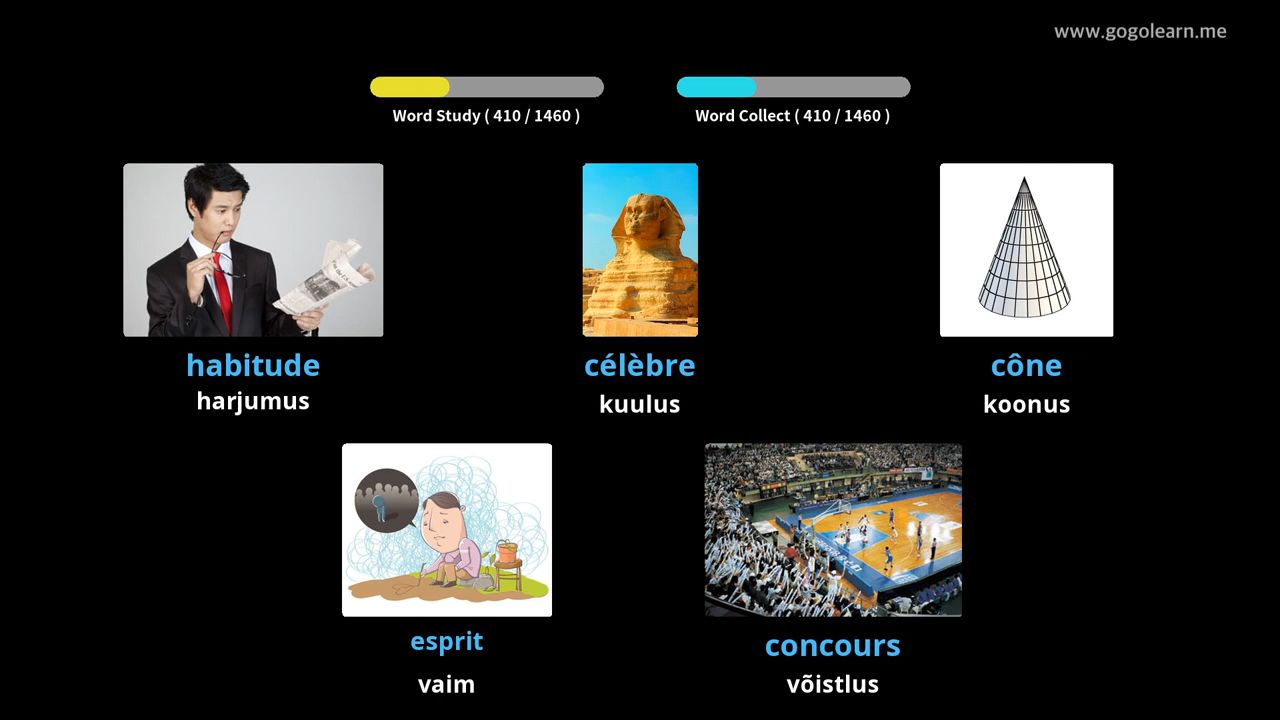 www.gogolearn.me
Word Study ( 410 / 1460 )
Word Collect ( 410 / 1460 )
habitude
harjumus
célèbre
kuulus
cône
koonus
esprit
vaim
concours
võistlus